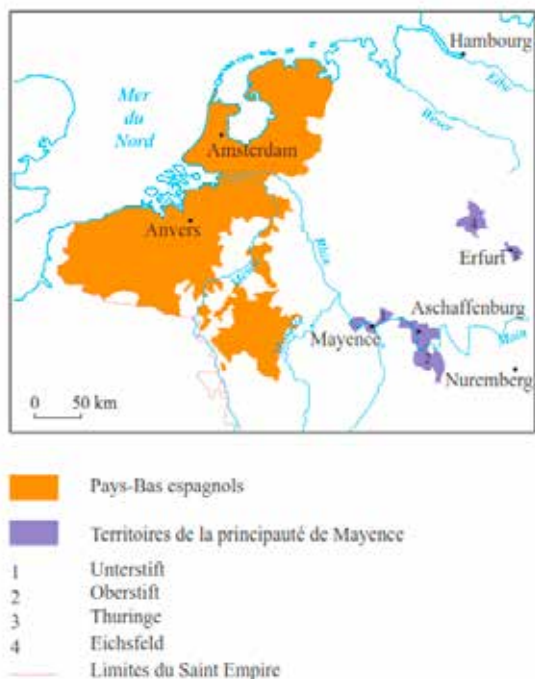 Hambourg
Elbe
Mer
du
Nord
Weser
Amsterdam
Anvers
Rhin
Erfurt
Aschaffenburg
Mayence
Main
Nuremberg
0 50 km
Pays-Bas espagnols
Territoires de la principauté de Mayence
1 Unterstift
2 Oberstift
3 Thuringe
4 Eichsfeld
Limites du Saint Empire